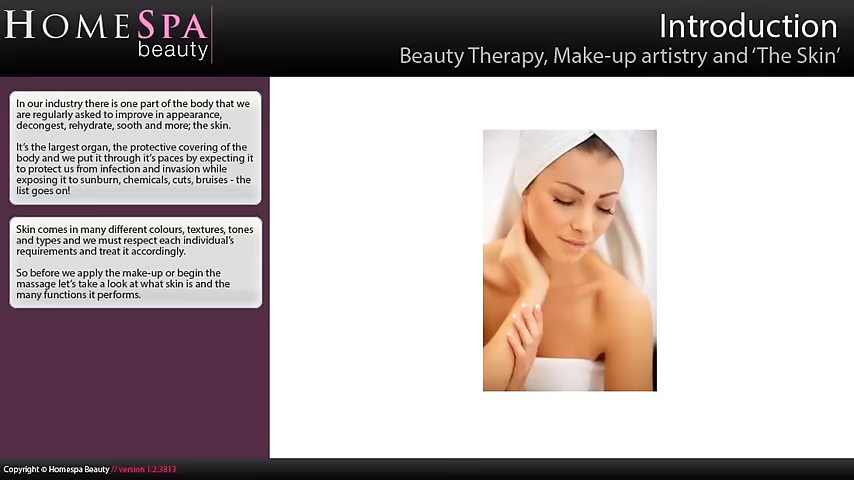 HOMESPA
beauty
Introduction
Beauty Therapy, Make-up artistry and ‘The Skin’
In our industry there is one part of the body that we
are regularly asked to improve in appearance,
decongest, rehydrate, sooth and more; the skin.
It’s the largest organ, the protective covering of the
body and we put it through it’s paces by expecting it
to protect us from infection and invasion while
exposing it to sunburn, chemicals, cuts, bruises - the
list goes on!
Skin comes in many different colours, textures, tones
and types and we must respect each individual’s
requirements and treat it accordingly.
So before we apply the make-up or begin the
massage let’s take a look at what skin is and the
many functions it performs.
Copyright © Homespa Beauty // version 1.2.3813